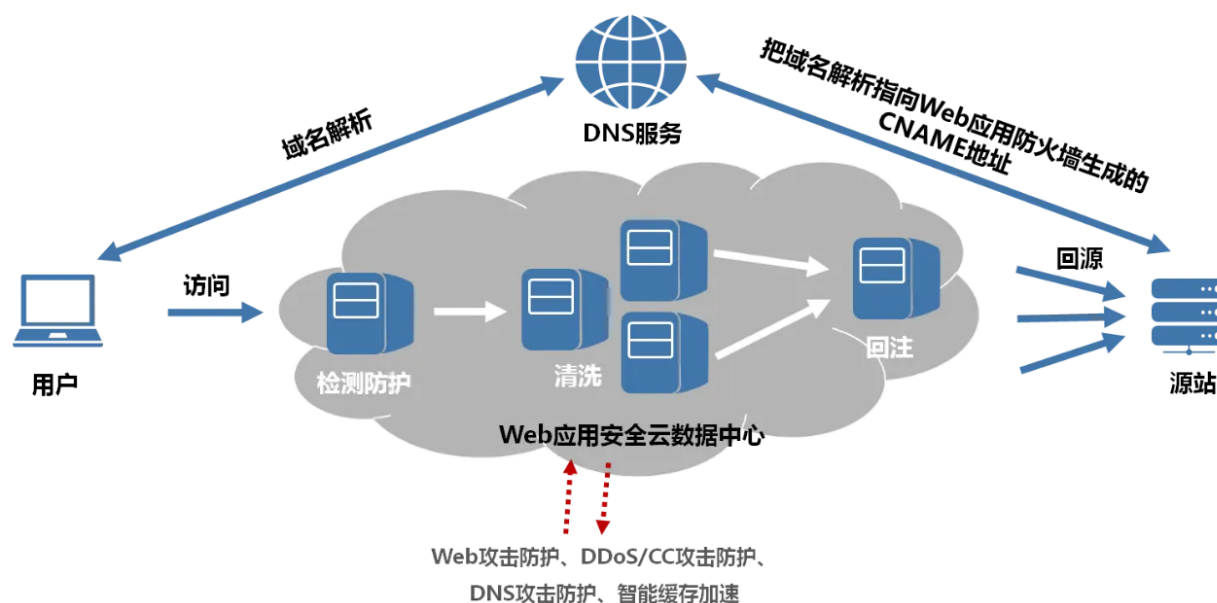 DNS服务
域名解析
把域名解析指向Web应用防火墙生成的
CNAME地址
访问
回源
用户
检测防护
清洗
回注
源站
Web应用安全云数据中心
Web攻击防护、DDoS/CC攻击防护、
DNS攻击防护、智能缓存加速